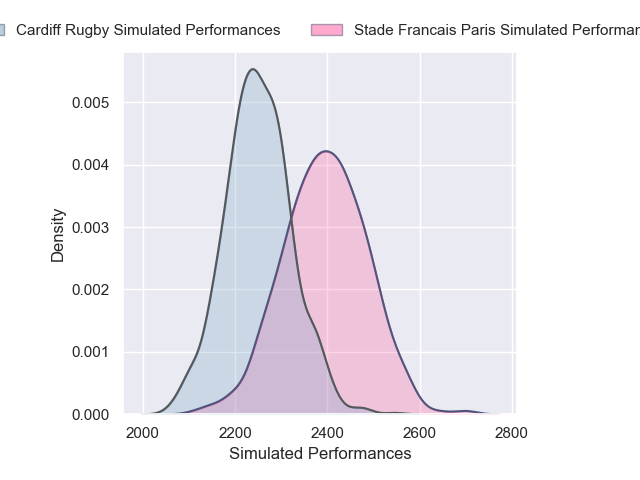 Cardiff Rugby Simulated Performances
Stade Francais Paris Simulated
Density
0.005
0.004
0.003
0.002
0.001
0.000
2000 2200 2400 2600 2800
Simulated Performances